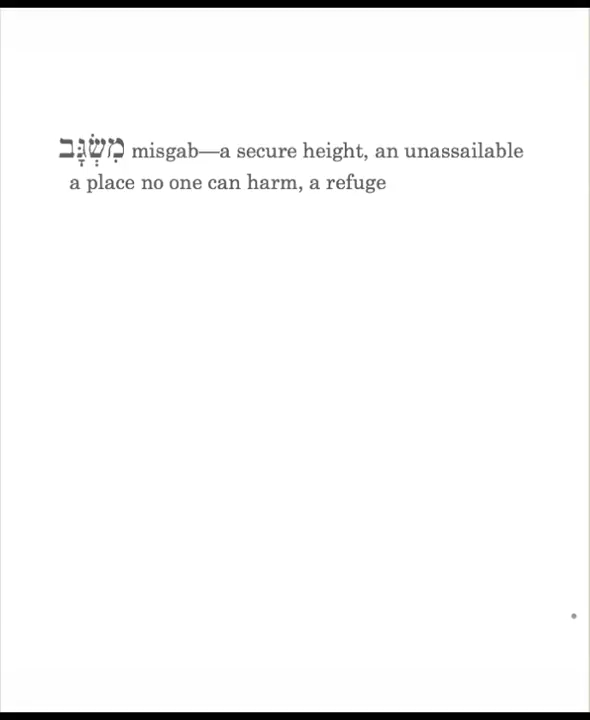 מִשְׂגָּב misgab—a secure height, an unassailable
a place no one can harm, a refuge